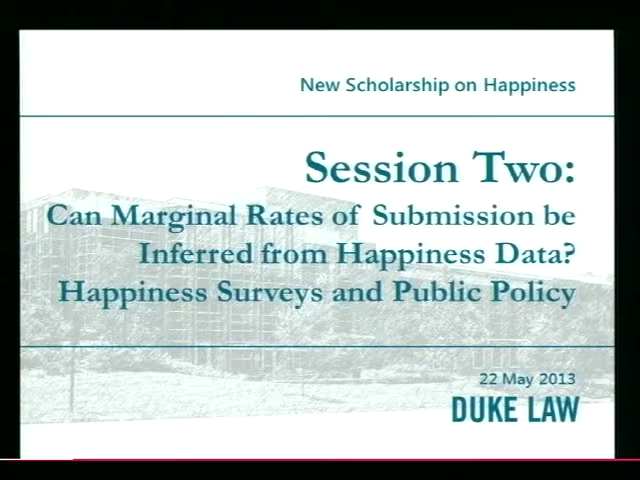 New Scholarship on Happiness
Session Two:
Can Marginal Rates of Submission be
Inferred from Happiness Data?
Happiness Surveys and Public Policy
22 May 2013
DUKE LAW